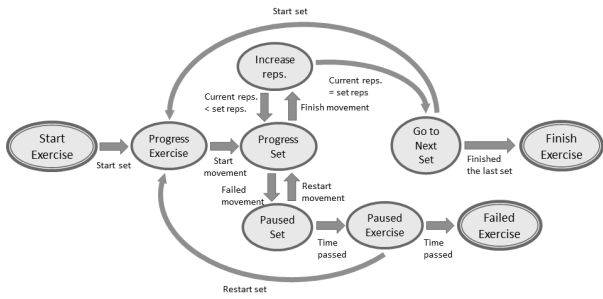 Start set
Increase
reps.
Current reps.
= set reps
Current reps.
< set reps.
Finish movement
Start
Exercise
Start set
Progress
Exercise
Start
movement
Progress
Set
Go to
Next
Set
Finished
the last set
Finish
Exercise
Failed
movement
Restart
movement
Paused
Set
Time
passed
Paused
Exercise
Time
passed
Failed
Exercise
Restart set